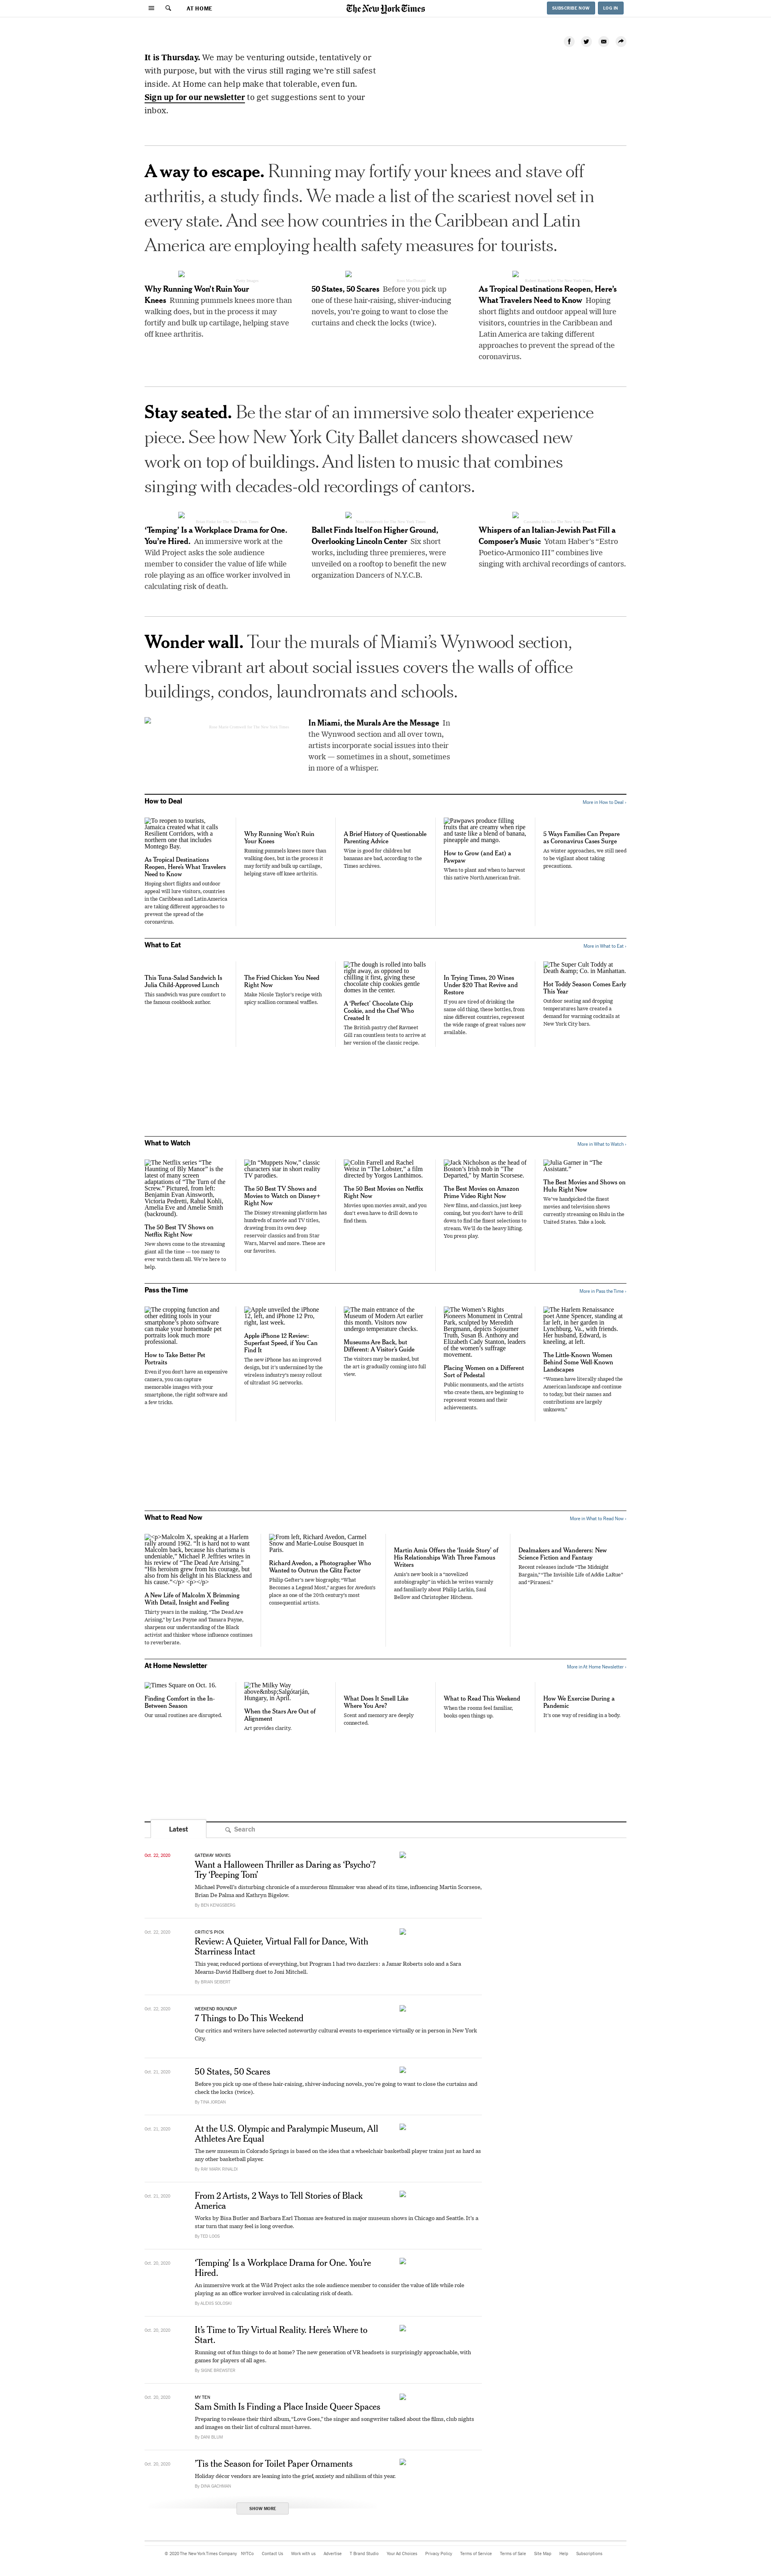 AT HOME
The New York Times
SUBSCRIBE NOW
LOG IN
It is Thursday. We may be venturing outside, tentatively or
with purpose, but with the virus still raging we're still safest
inside. At Home can help make that tolerable, even fun.
Sign up for our newsletter to get suggestions sent to your
inbox.
A way to escape. Running may fortify your knees and stave off
arthritis, a study finds. We made a list of the scariest novel set in
every state. And see how countries in the Caribbean and Latin
America are employing health safety measures for tourists.
Why Running Won't Ruin Your
Knees Running pummels knees more than
walking does, but in the process it may
fortify and bulk up cartilage, helping stave
off knee arthritis.
50 States, 50 Scares Before you pick up
one of these hair-raising, shiver-inducing
novels, you're going to want to close the
curtains and check the locks (twice).
As Tropical Destinations Reopen, Here's
What Travelers Need to Know Hoping
short flights and outdoor appeal will lure
visitors, countries in the Caribbean and
Latin America are taking different
approaches to prevent the spread of the
coronavirus.
Stay seated. Be the star of an immersive solo theater experience
piece. See how New York City Ballet dancers showcased new
work on top of buildings. And listen to music that combines
singing with decades-old recordings of cantors.
'Temping' Is a Workplace Drama for One.
You're Hired. An immersive work at the
Wild Project asks the sole audience
member to consider the value of life while
role playing as an office worker involved in
calculating risk of death.
Ballet Finds Itself on Higher Ground,
Overlooking Lincoln Center Six short
works, including three premieres, were
unveiled on a rooftop to benefit the new
organization Dancers of N.Y.C.B.
Whispers of an Italian-Jewish Past Fill a
Composer's Music Yotam Haber's "Estro
Poetico-Armonico III" combines live
singing with archival recordings of cantors.
Wonder wall. Tour the murals of Miami's Wynwood section,
where vibrant art about social issues covers the walls of office
buildings, condos, laundromats and schools.
In Miami, the Murals Are the Message In
the Wynwood section and all over town,
artists incorporate social issues into their
work — sometimes in a shout, sometimes
in more of a whisper.
How to Deal
More in How to Deal ›
To reopen to tourists,
Jamaica created what it calls
Resilient Corridors, with a
northern one that includes
Montego Bay.
As Tropical Destinations
Reopen, Here's What Travelers
Need to Know
Hoping short flights and outdoor
appeal will lure visitors, countries
in the Caribbean and Latin America
are taking different approaches to
prevent the spread of the
coronavirus.
Why Running Won't Ruin
Your Knees
Running pummels knees more than
walking does, but in the process it
may fortify and bulk up cartilage,
helping stave off knee arthritis.
A Brief History of Questionable
Parenting Advice
Wine is good for children but
bananas are bad, according to the
Times archives.
Pawpaws produce filling
fruits that are creamy when ripe
and taste like a blend of banana,
pineapple and mango.
How to Grow (and Eat) a
Pawpaw
When to plant and when to harvest
this native North American fruit.
5 Ways Families Can Prepare
as Coronavirus Cases Surge
As winter approaches, we still need
to be vigilant about taking
precautions.
What to Eat
More in What to Eat ›
This Tuna-Salad Sandwich Is
Julia Child-Approved Lunch
This sandwich was pure comfort to
the famous cookbook author.
The Fried Chicken You Need
Right Now
Make Nicole Taylor's recipe with
spicy scallion cornmeal waffles.
The dough is rolled into balls
right away, as opposed to
chilling it first, giving these
chocolate chip cookies gentle
domes in the center.
A 'Perfect' Chocolate Chip
Cookie, and the Chef Who
Created It
The British pastry chef Ravneet
Gill ran countless tests to arrive at
her version of the classic recipe.
In Trying Times, 20 Wines
Under $20 That Revive and
Restore
If you are tired of drinking the
same old thing, these bottles, from
nine different countries, represent
the wide range of great values now
available.
The Super Cult Toddy at
Death &amp; Co. in Manhattan.
Hot Toddy Season Comes Early
This Year
Outdoor seating and dropping
temperatures have created a
demand for warming cocktails at
New York City bars.
What to Watch
More in What to Watch ›
The Netflix series "The
Haunting of Bly Manor" is the
latest of many screen
adaptations of "The Turn of the
Screw." Pictured, from left:
Benjamin Evan Ainsworth,
Victoria Pedretti, Rahul Kohli,
Amelia Eve and Amelie Smith
(background).
The 50 Best TV Shows on
Netflix Right Now
New shows come to the streaming
giant all the time — too many to
ever watch them all. We're here to
help.
In "Muppets Now," classic
characters star in short reality
TV parodies.
The 50 Best TV Shows and
Movies to Watch on Disney+
Right Now
The Disney streaming platform has
hundreds of movie and TV titles,
drawing from its own deep
reservoir classics and from Star
Wars, Marvel and more. These are
our favorites.
Colin Farrell and Rachel
Weisz in "The Lobster," a film
directed by Yorgos Lanthimos.
The 50 Best Movies on Netflix
Right Now
Movies upon movies await, and you
don't even have to drill down to
find them.
Jack Nicholson as the head of
Boston's Irish mob in "The
Departed," by Martin Scorsese.
The Best Movies on Amazon
Prime Video Right Now
New films, and classics, just keep
coming, but you don't have to drill
down to find the finest selections to
stream. We'll do the heavy lifting.
You press play.
Julia Garner in "The
Assistant."
The Best Movies and Shows on
Hulu Right Now
We've handpicked the finest
movies and television shows
currently streaming on Hulu in the
United States. Take a look.
Pass the Time
More in Pass the Time ›
The cropping function and
other editing tools in your
smartphone's photo software
can make your homemade pet
portraits look much more
professional.
How to Take Better Pet
Portraits
Even if you don't have an expensive
camera, you can capture
memorable images with your
smartphone, the right software and
a few tricks.
Apple unveiled the iPhone
12, left, and iPhone 12 Pro,
right, last week.
Apple iPhone 12 Review:
Superfast Speed, if You Can
Find It
The new iPhone has an improved
design, but it's undermined by the
wireless industry's messy rollout
of ultrafast 5G networks.
The main entrance of the
Museum of Modern Art earlier
this month. Visitors now
undergo temperature checks.
Museums Are Back, but
Different: A Visitor's Guide
The visitors may be masked, but
the art is gradually coming into full
view.
The Women's Rights
Pioneers Monument in Central
Park, sculpted by Meredith
Bergmann, depicts Sojourner
Truth, Susan B. Anthony and
Elizabeth Cady Stanton, leaders
of the women's suffrage
movement.
Placing Women on a Different
Sort of Pedestal
Public monuments, and the artists
who create them, are beginning to
represent women and their
achievements.
The Harlem Renaissance
poet Anne Spencer, standing at
far left, in her garden in
Lynchburg, Va., with friends.
Her husband, Edward, is
kneeling, at left.
The Little-Known Women
Behind Some Well-Known
Landscapes
"Women have literally shaped the
American landscape and continue
to today, but their names and
contributions are largely
unknown."
What to Read Now
More in What to Read Now ›
<p>Malcolm X, speaking at a Harlem
rally around 1962. "It is hard not to want
Malcolm back, because his charisma is
undeniable," Michael P. Jeffries writes in
his review of "The Dead Are Arising."
"His heroism grew from his courage, but
also from his delight in his Blackness and
his cause."</p> <p></p>
A New Life of Malcolm X Brimming
With Detail, Insight and Feeling
Thirty years in the making, "The Dead Are
Arising," by Les Payne and Tamara Payne,
sharpens our understanding of the Black
activist and thinker whose influence continues
to reverberate.
From left, Richard Avedon, Carmel
Snow and Marie-Louise Bousquet in
Paris.
Richard Avedon, a Photographer Who
Wanted to Outrun the Glitz Factor
Philip Gefter's new biography, "What
Becomes a Legend Most," argues for Avedon's
place as one of the 20th century's most
consequential artists.
Martin Amis Offers the 'Inside Story' of
His Relationships With Three Famous
Writers
Amis's new book is a "novelized
autobiography" in which he writes warmly
and familiarly about Philip Larkin, Saul
Bellow and Christopher Hitchens.
Dealmakers and Wanderers: New
Science Fiction and Fantasy
Recent releases include "The Midnight
Bargain," "The Invisible Life of Addie LaRue"
and "Piranesi."
At Home Newsletter
More in At Home Newsletter ›
Times Square on Oct. 16.
Finding Comfort in the In-
Between Season
Our usual routines are disrupted.
The Milky Way
above&nbsp;Salgótarján,
Hungary, in April.
When the Stars Are Out of
Alignment
Art provides clarity.
What Does It Smell Like
Where You Are?
Scent and memory are deeply
connected.
What to Read This Weekend
When the rooms feel familiar,
books open things up.
How We Exercise During a
Pandemic
It's one way of residing in a body.
Latest
Search
Oct. 22, 2020
GATEWAY MOVIES
Want a Halloween Thriller as Daring as 'Psycho'?
Try 'Peeping Tom'
Michael Powell's disturbing chronicle of a murderous filmmaker was ahead of its time, influencing Martin Scorsese,
Brian De Palma and Kathryn Bigelow.
By BEN KENIGSBERG
Oct. 22, 2020
CRITIC'S PICK
Review: A Quieter, Virtual Fall for Dance, With
Starriness Intact
This year, reduced portions of everything, but Program 1 had two dazzlers: a Jamar Roberts solo and a Sara
Mearns-David Hallberg duet to Joni Mitchell.
By BRIAN SEIBERT
Oct. 22, 2020
WEEKEND ROUNDUP
7 Things to Do This Weekend
Our critics and writers have selected noteworthy cultural events to experience virtually or in person in New York
City.
Oct. 21, 2020
50 States, 50 Scares
Before you pick up one of these hair-raising, shiver-inducing novels, you're going to want to close the curtains and
check the locks (twice).
By TINA JORDAN
Oct. 21, 2020
At the U.S. Olympic and Paralympic Museum, All
Athletes Are Equal
The new museum in Colorado Springs is based on the idea that a wheelchair basketball player trains just as hard as
any other basketball player.
By RAY MARK RINALDI
Oct. 21, 2020
From 2 Artists, 2 Ways to Tell Stories of Black
America
Works by Bisa Butler and Barbara Earl Thomas are featured in major museum shows in Chicago and Seattle. It's a
star turn that many feel is long overdue.
By TED LOOS
Oct. 20, 2020
'Temping' Is a Workplace Drama for One. You're
Hired.
An immersive work at the Wild Project asks the sole audience member to consider the value of life while role
playing as an office worker involved in calculating risk of death.
By ALEXIS SOLOSKI
Oct. 20, 2020
It's Time to Try Virtual Reality. Here's Where to
Start.
Running out of fun things to do at home? The new generation of VR headsets is surprisingly approachable, with
games for players of all ages.
By SIGNE BREWSTER
Oct. 20, 2020
MY TEN
Sam Smith Is Finding a Place Inside Queer Spaces
Preparing to release their third album, "Love Goes," the singer and songwriter talked about the films, club nights
and images on their list of cultural must-haves.
By DANI BLUM
Oct. 20, 2020
'Tis the Season for Toilet Paper Ornaments
Holiday décor vendors are leaning into the grief, anxiety and nihilism of this year.
By GINA GACHMAN
SHOW MORE
© 2020 The New York Times Company
NYTCo
Contact Us
Work with us
Advertise
T Brand Studio
Your Ad Choices
Privacy Policy
Terms of Service
Terms of Sale
Site Map
Help
Subscriptions